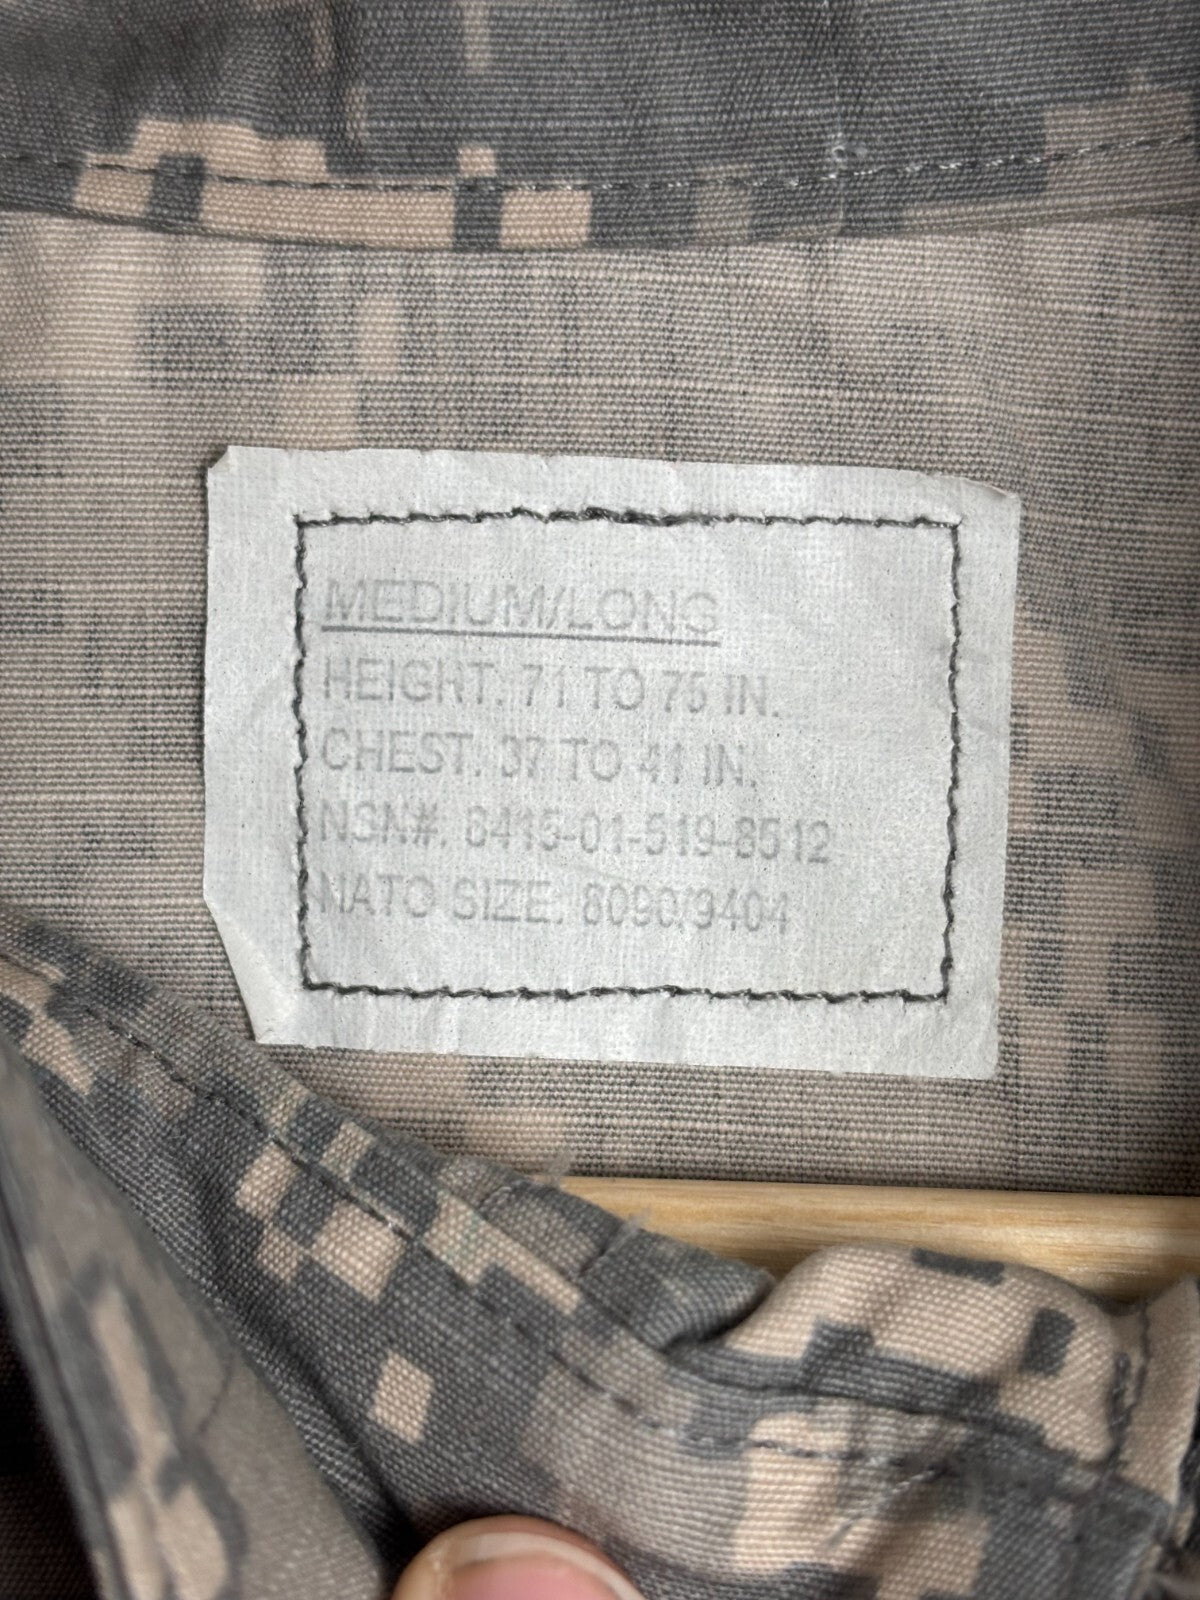 MEDIUM/LONG
HEIGHT: 71 TO 75 IN.
CHEST: 37 TO 41 IN.
NSN#: 8415-01-519-8512
NATO SIZE: 8090/9404